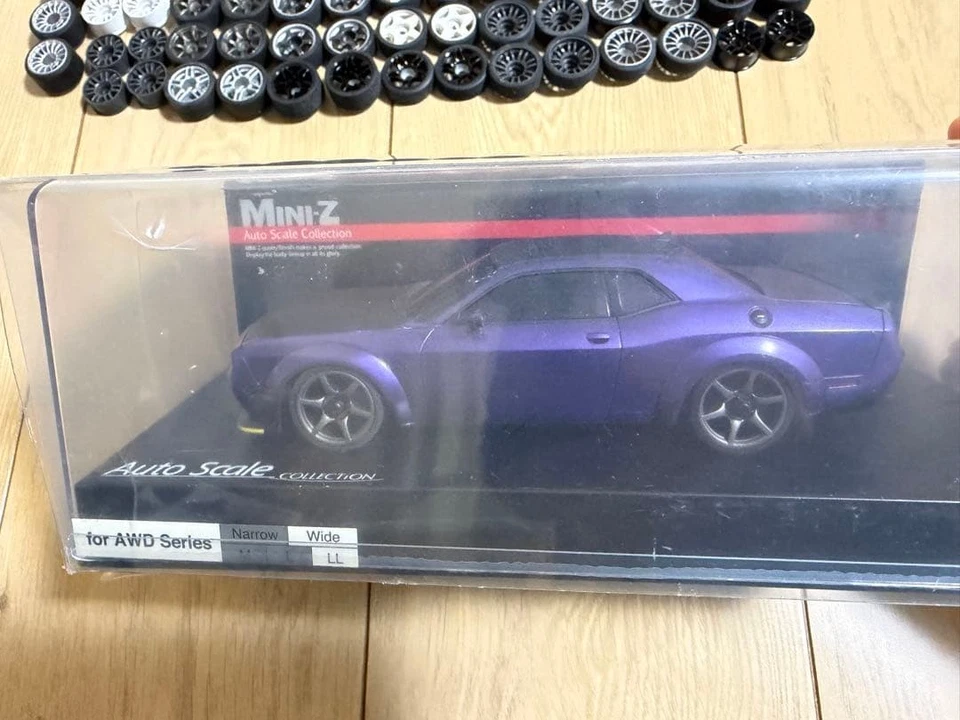 MINI-Z
Auto Scale Collection
Auto Scale COLLECTION
for AWD Series
Narrow
Wide
LL